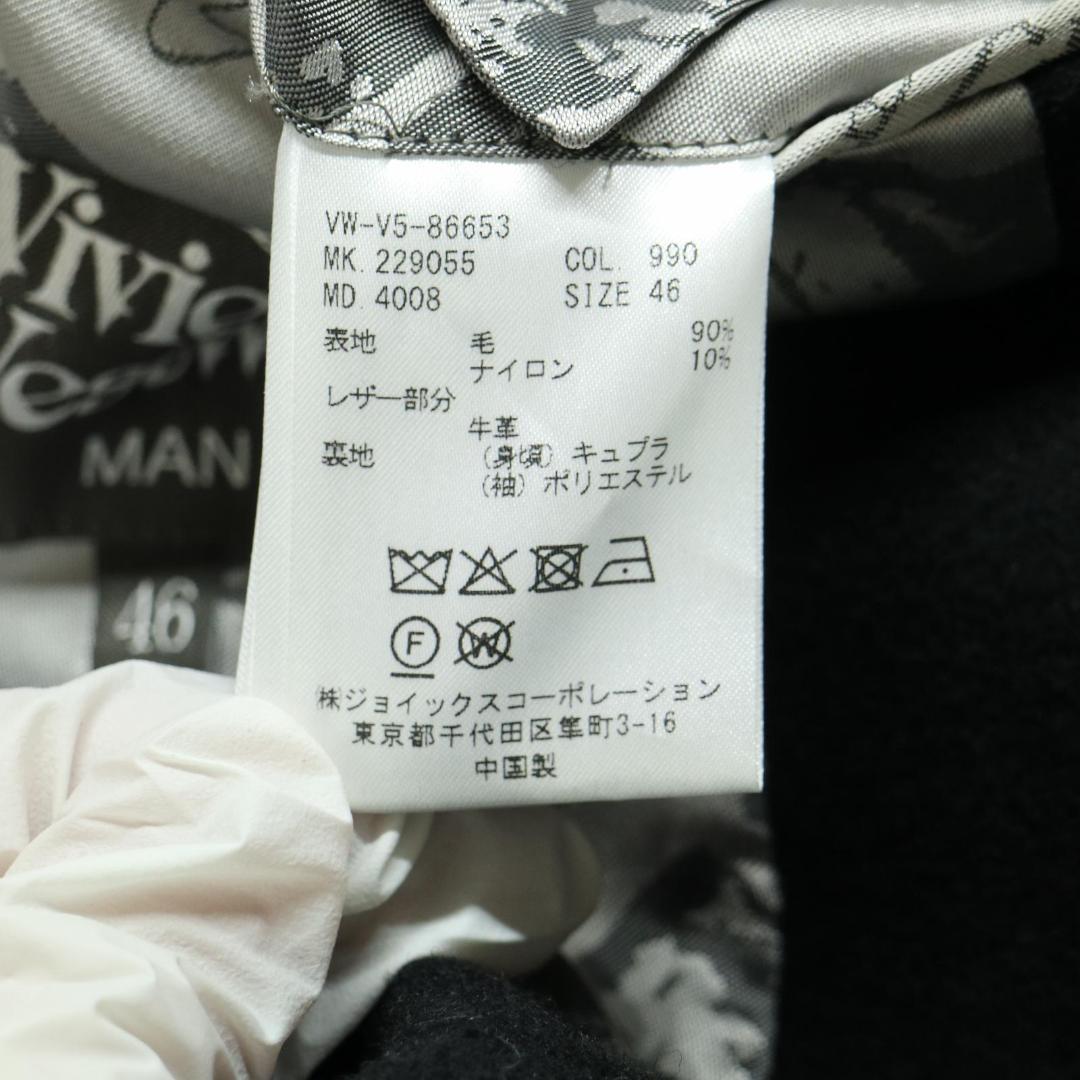 VW-V5-86653
MK. 229055 COL. 990
MD. 4008 SIZE 46
表地 毛 90%
ナイロン 10%
レザー部分
牛革
裏地 (身頃) キュプラ
(袖) ポリエステル
F
W
(株)ジョイックスコーポレーション
東京都千代田区隼町3-16
中国製
MAN
46